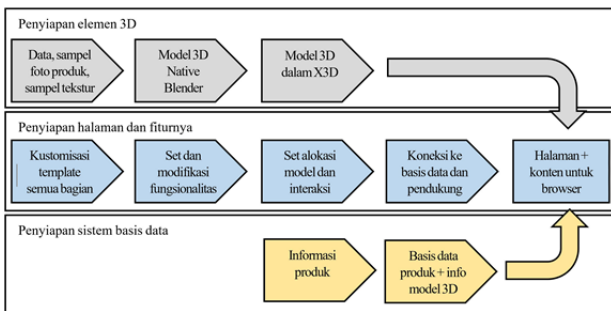 Penyiapan elemen 3D
Data, sampel
foto produk,
sampel tekstur
Model 3D
Native
Blender
Model 3D
dalam X3D
Penyiapan halaman dan fiturnya
Kustomisasi
template
semua bagian
Set dan
modifikasi
fungsionalitas
Set alokasi
model dan
interaksi
Koneksi ke
basis data dan
pendukung
Halaman +
konten untuk
browser
Penyiapan sistem basis data
Informasi
produk
Basis data
produk + info
model 3D